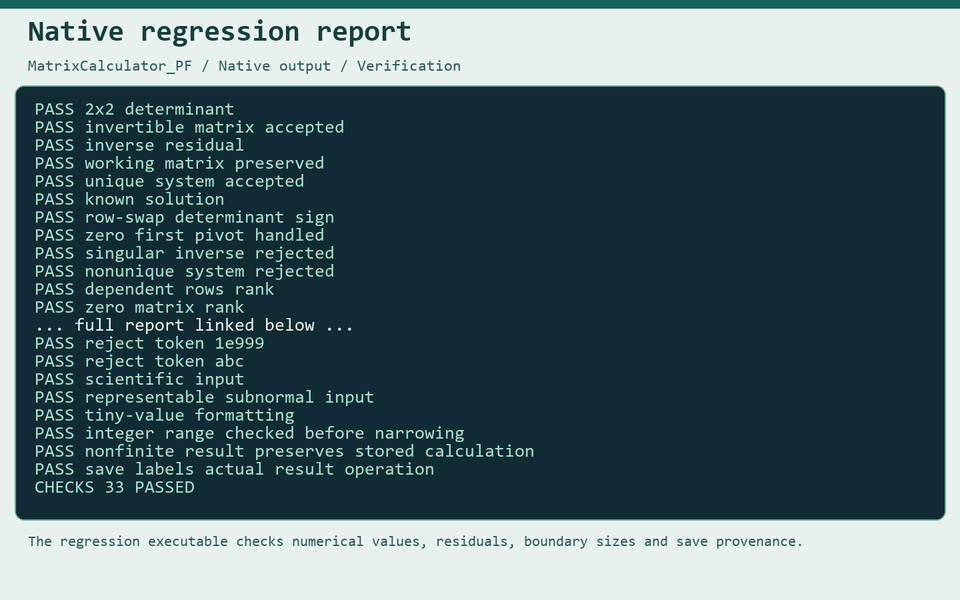 Native regression report
MatrixCalculator_PF / Native output / Verification
PASS 2x2 determinant
PASS invertible matrix accepted
PASS inverse residual
PASS working matrix preserved
PASS unique system accepted
PASS known solution
PASS row-swap determinant sign
PASS zero first pivot handled
PASS singular inverse rejected
PASS nonunique system rejected
PASS dependent rows rank
PASS zero matrix rank
... full report linked below ...
PASS reject token 1e999
PASS reject token abc
PASS scientific input
PASS representable subnormal input
PASS tiny-value formatting
PASS integer range checked before narrowing
PASS nonfinite result preserves stored calculation
PASS save labels actual result operation
CHECKS 33 PASSED
The regression executable checks numerical values, residuals, boundary sizes and save provenance.